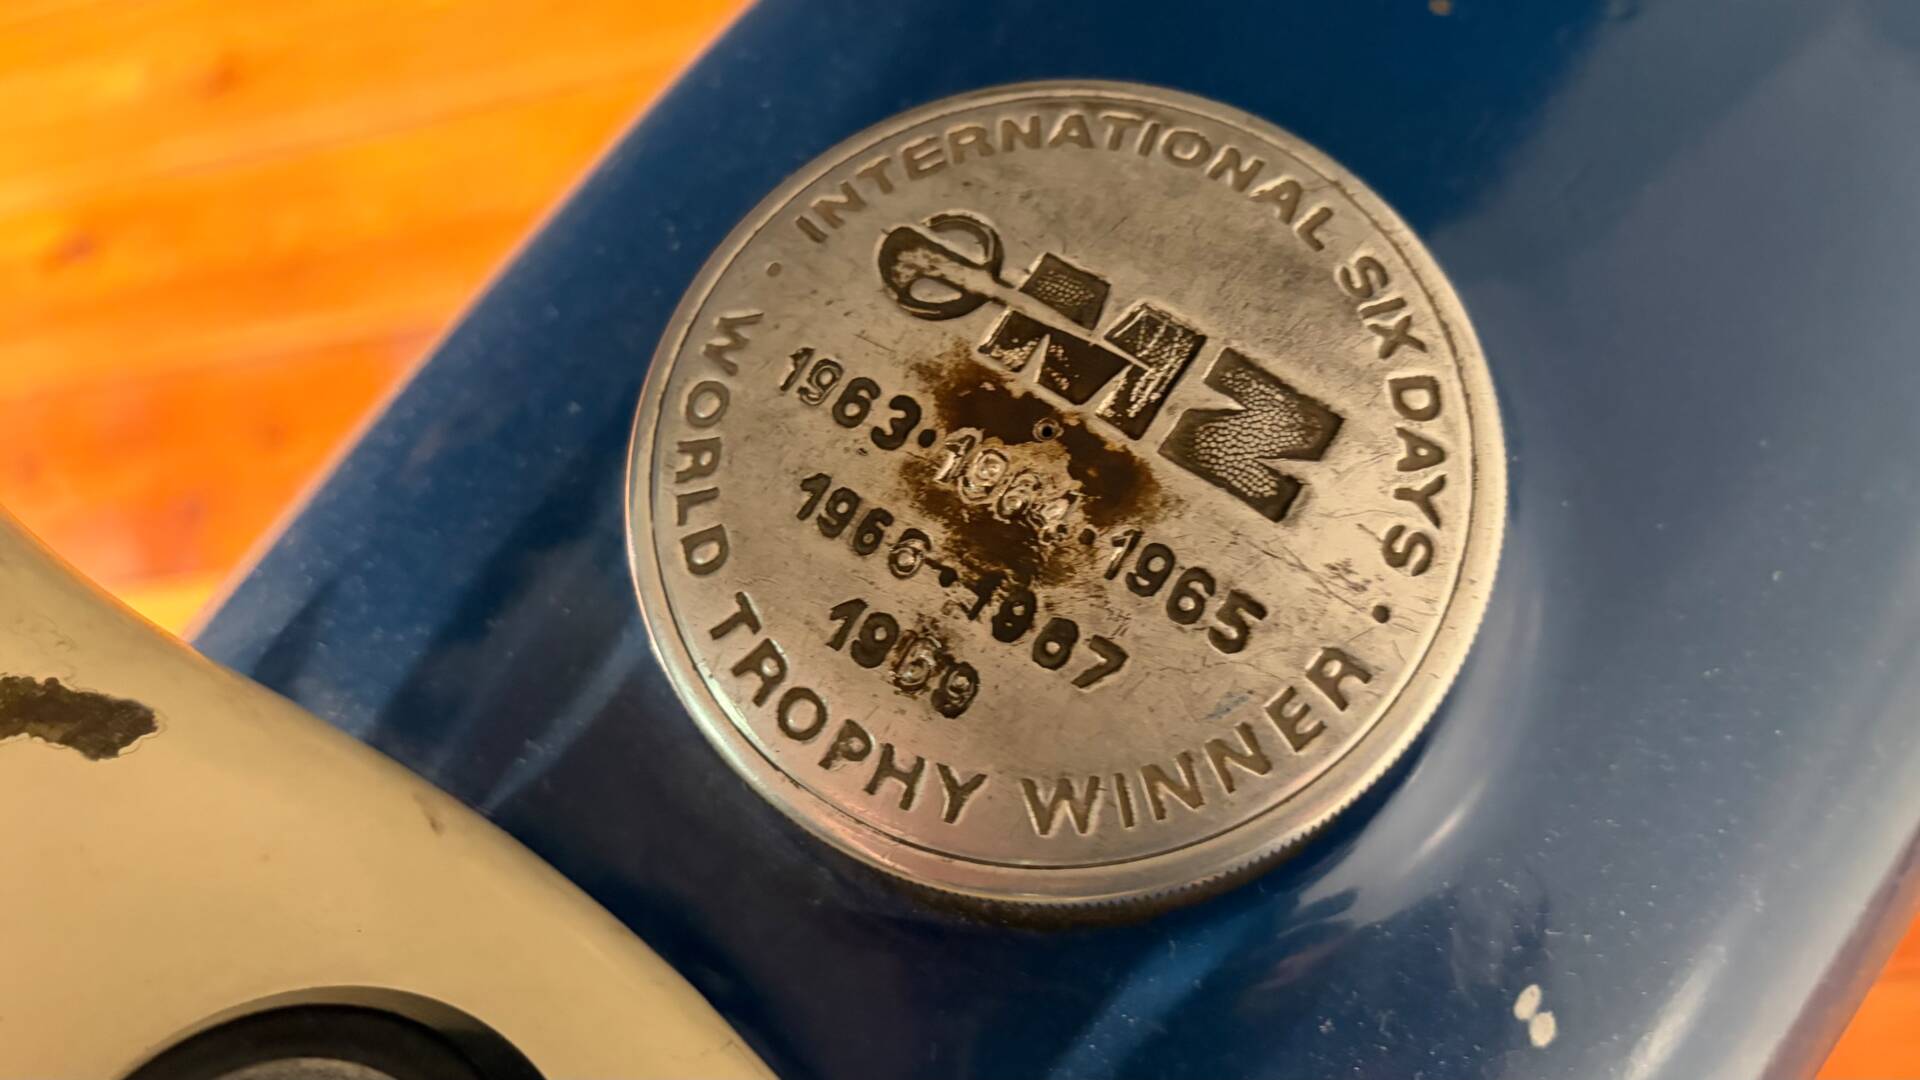 INTERNATIONAL SIX DAYS
MZ
1963·1964·1965
1966·1967
1969
WORLD TROPHY WINNER